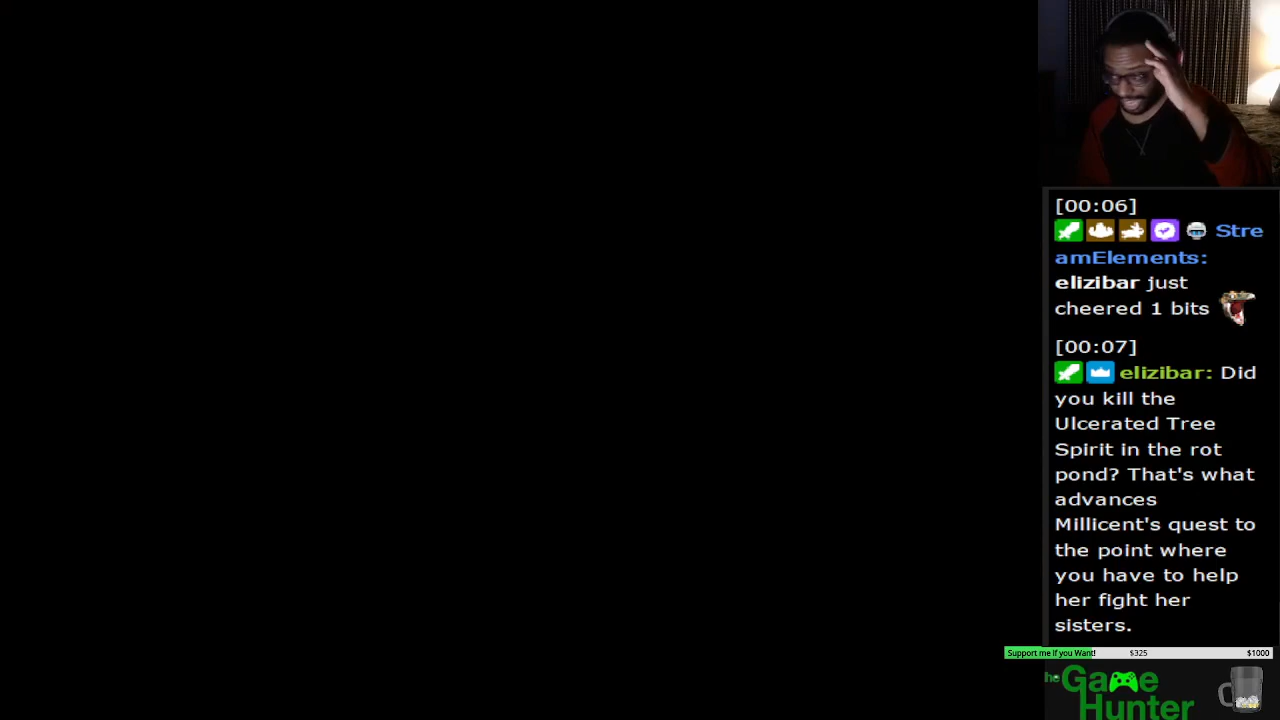 [00:06]
Stre
amElements:
elizibar just
cheered 1 bits
[00:07]
elizibar: Did
you kill the
Ulcerated Tree
Spirit in the rot
pond? That's what
advances
Millicent's quest to
the point where
you have to help
her fight her
sisters.
Support me if you Want! $325 $1000
he Game
Hunter